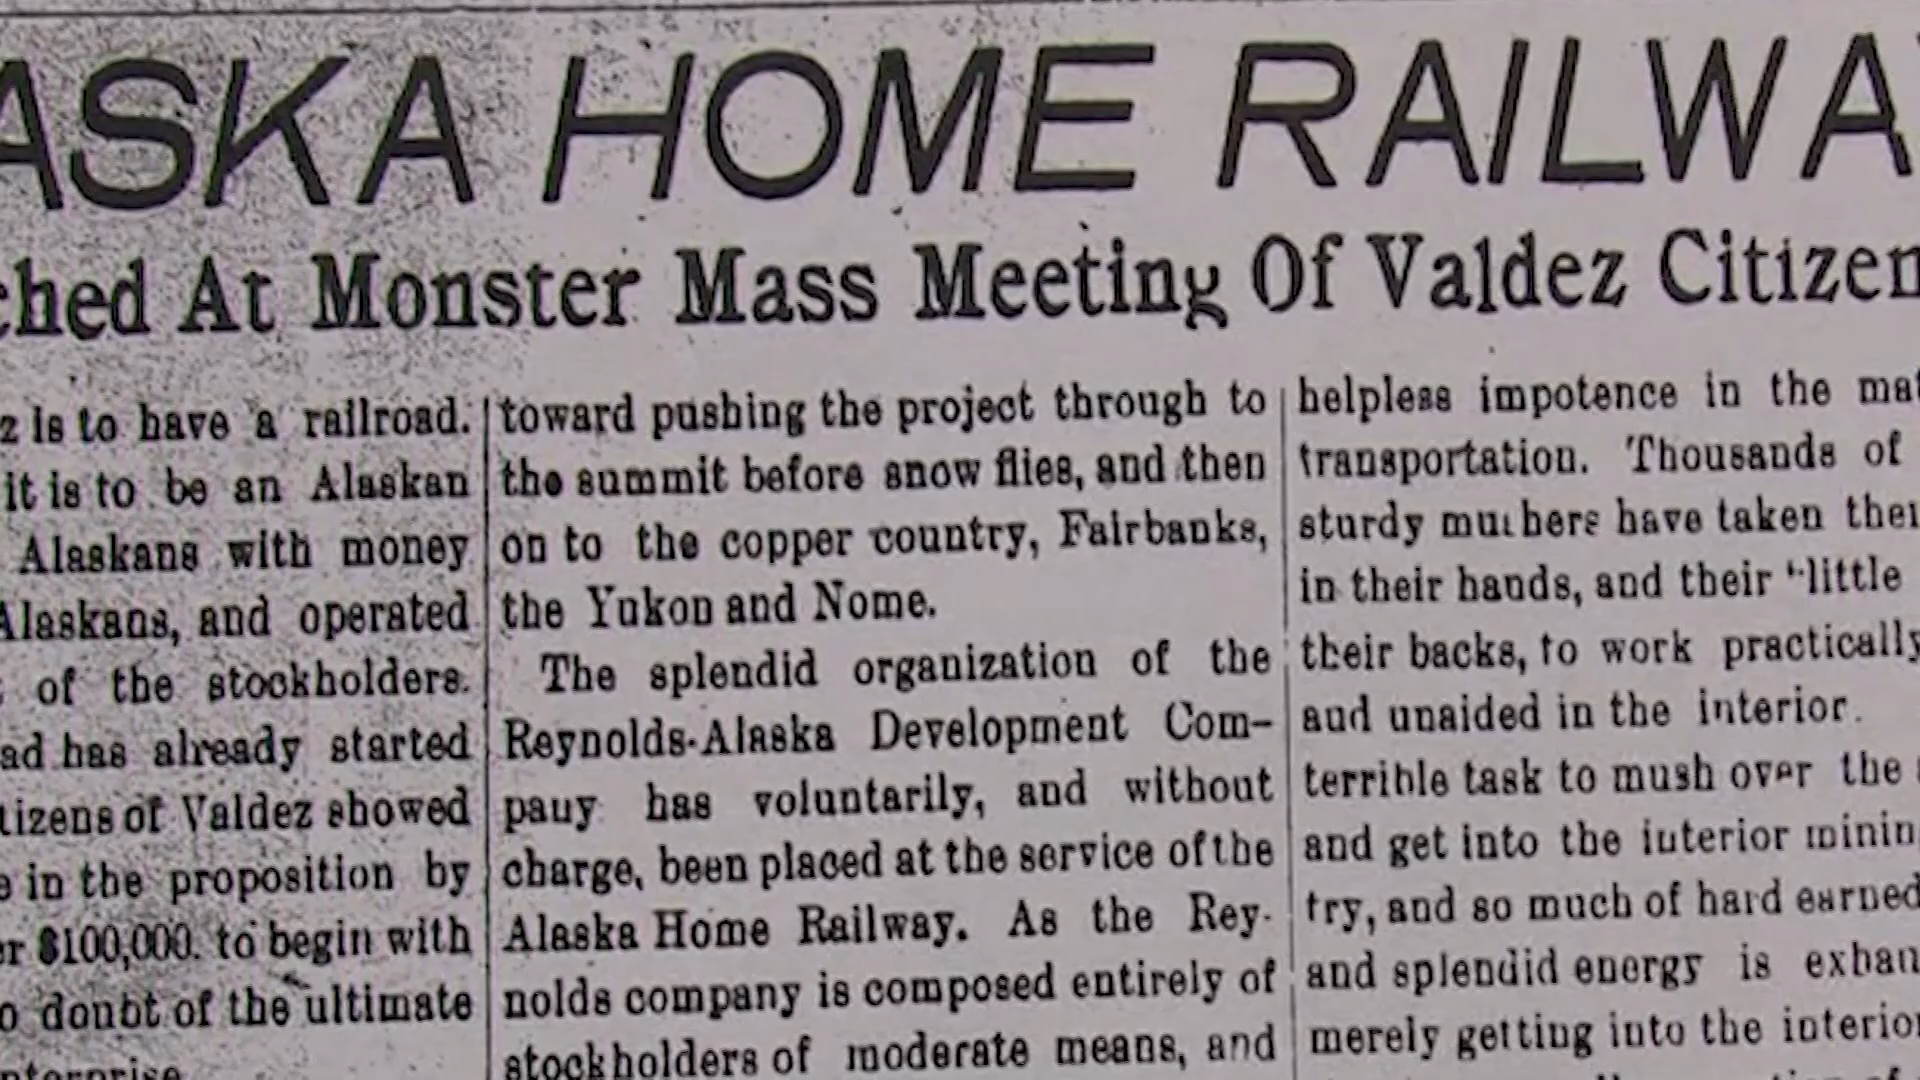 ASKA HOME RAILWA
ched At Monster Mass Meeting Of Valdez Citizen
z is to have a railroad.
it is to be an Alaskan
Alaskans with money
Alaskans, and operated
of the stockholders.
ad has already started
tizens of Valdez showed
e in the proposition by
er $100,000. to begin with
o doubt of the ultimate
nterprise
toward pushing the project through to
the summit before snow flies, and then
on to the copper country, Fairbanks,
the Yukon and Nome.
The splendid organization of the
Reynolds-Alaska Development Com-
pauy has voluntarily, and without
charge, been placed at the service of the
Alaska Home Railway. As the Rey-
nolds company is composed entirely of
stockholders of moderate means, and
helpless impotence in the mat
transportation. Thousands of
sturdy mushers have taken thei
in their hands, and their "little
their backs, to work practically
and unaided in the interior.
terrible task to mush over the
and get into the interior minin
try, and so much of hard earned
and splendid energy is exhau
merely getting into the interior